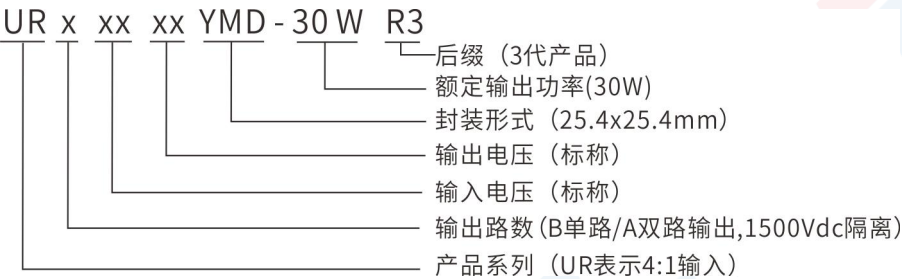 UR x xx xx YMD - 30 W R3
后缀（3代产品）
额定输出功率(30W)
封装形式（25.4x25.4mm）
输出电压（标称）
输入电压（标称）
输出路数(B单路/A双路输出,1500Vdc隔离)
产品系列（UR表示4:1输入）